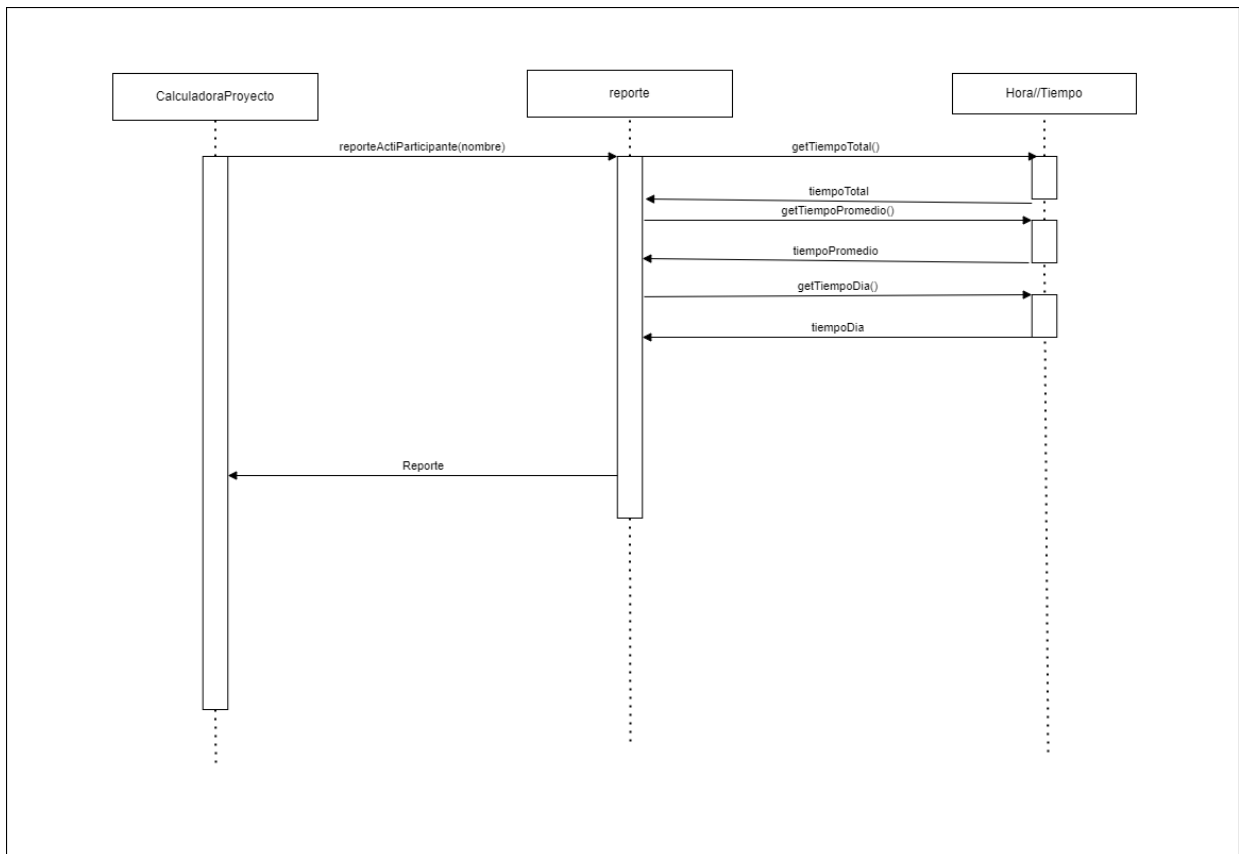 CalculadoraProyecto
reporte
Hora//Tiempo
reporteActiParticipante(nombre)
getTiempoTotal()
tiempoTotal
getTiempoPromedio()
tiempoPromedio
getTiempoDia()
tiempoDia
Reporte